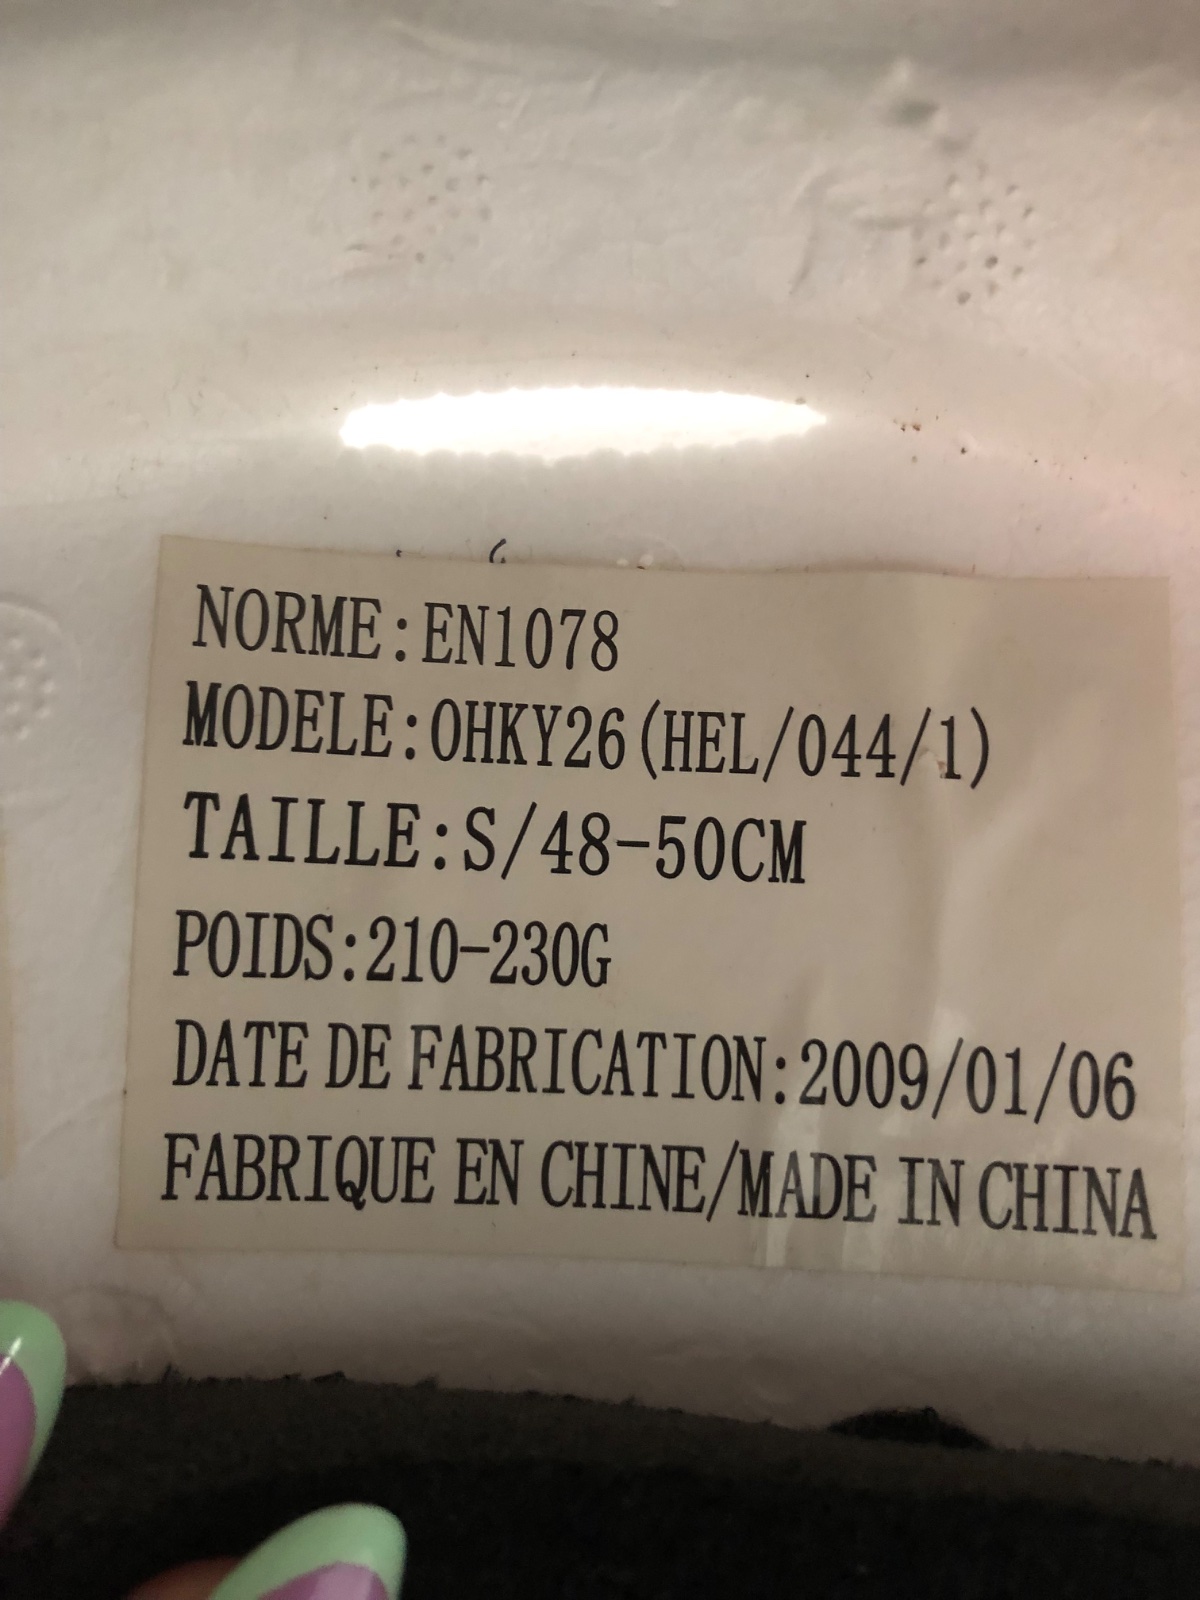 NORME:EN1078
MODELE:OHKY26(HEL/044/1)
TAILLE:S/48-50CM
POIDS:210-230G
DATE DE FABRICATION:2009/01/06
FABRIQUE EN CHINE/MADE IN CHINA